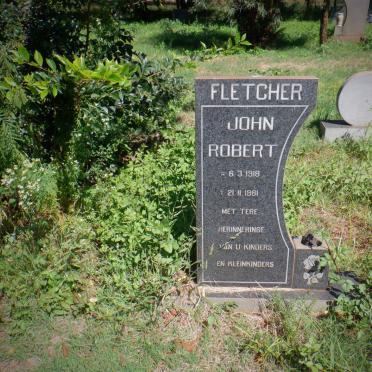 FLETCHER
JOHN
ROBERT
* 6.3.1918
† 21.11.1981
MET TERE
HERINNERINGE
VAN U KINDERS
EN KLEINKINDERS